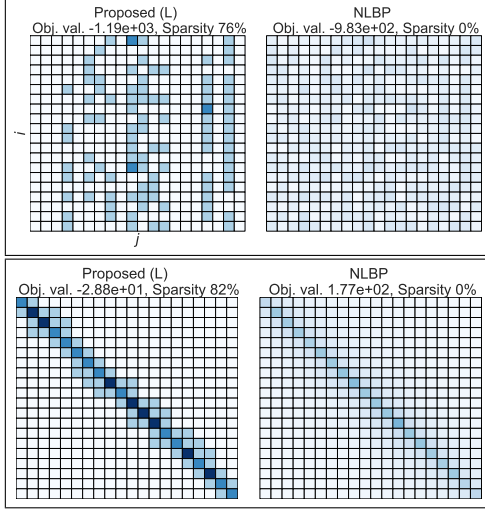 Proposed (L)
Obj. val. -1.19e+03, Sparsity 76%
NLBP
Obj. val. -9.83e+02, Sparsity 0%
i
j
Proposed (L)
Obj. val. -2.88e+01, Sparsity 82%
NLBP
Obj. val. 1.77e+02, Sparsity 0%